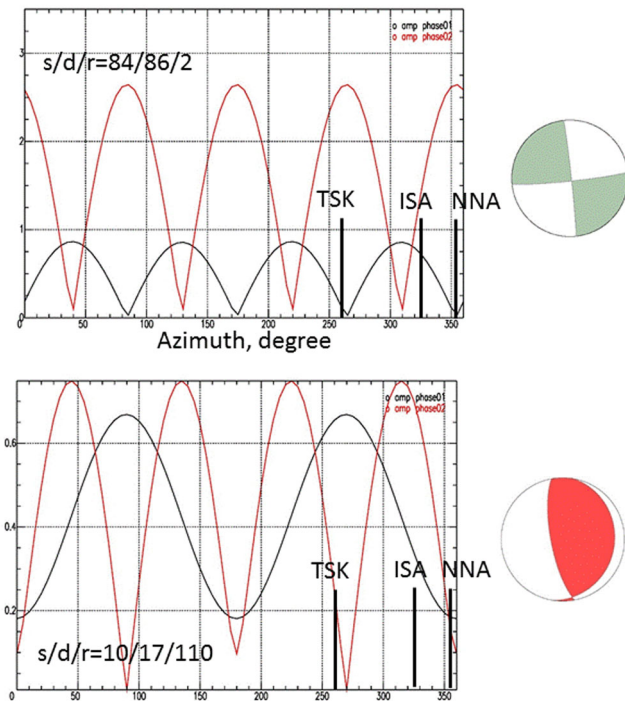 3
o amp phase01
o amp phase02
s/d/r=84/86/2
2
TSK
ISA
NNA
1
0
0
50
100
150
200
250
300
350
Azimuth, degree
o amp phase01
o amp phase02
0.6
0.4
TSK
ISA
NNA
0.2
s/d/r=10/17/110
0
0
50
100
150
200
250
300
350